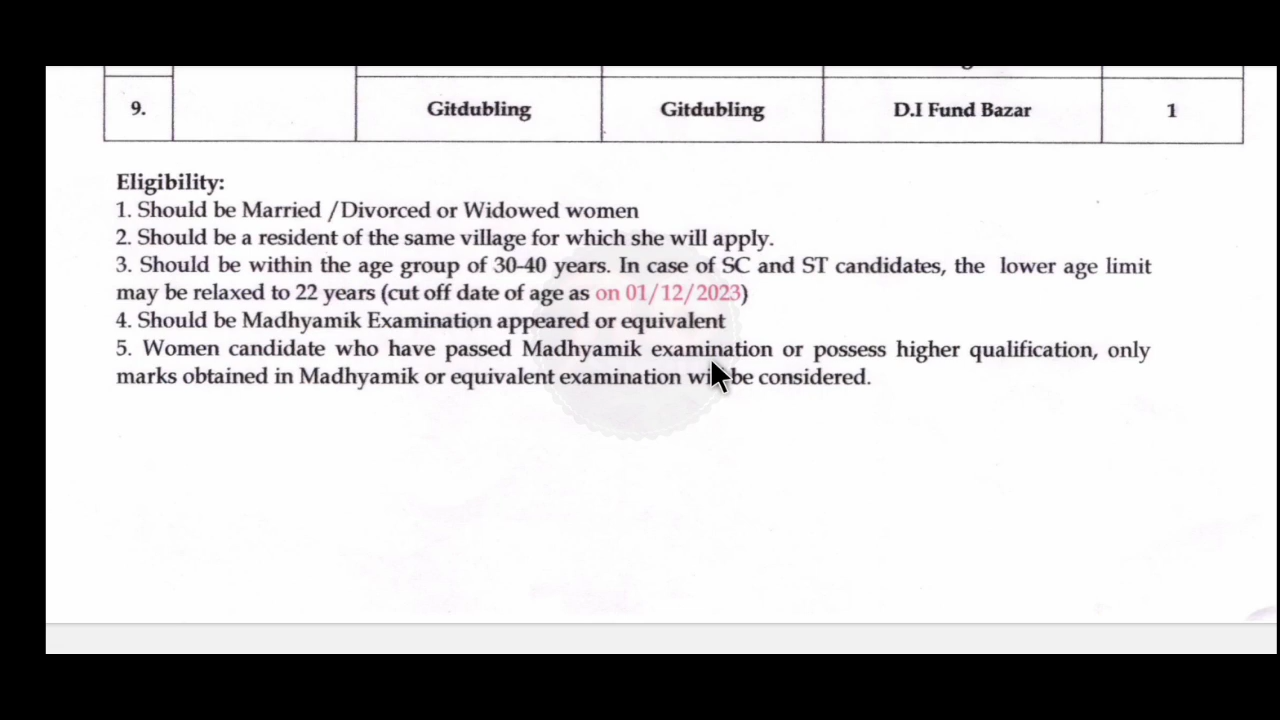 9. Gitdubling Gitdubling D.I Fund Bazar 1
Eligibility:
1. Should be Married /Divorced or Widowed women
2. Should be a resident of the same village for which she will apply.
3. Should be within the age group of 30-40 years. In case of SC and ST candidates, the lower age limit
may be relaxed to 22 years (cut off date of age as on 01/12/2023)
4. Should be Madhyamik Examination appeared or equivalent
5. Women candidate who have passed Madhyamik examination or possess higher qualification, only
marks obtained in Madhyamik or equivalent examination will be considered.